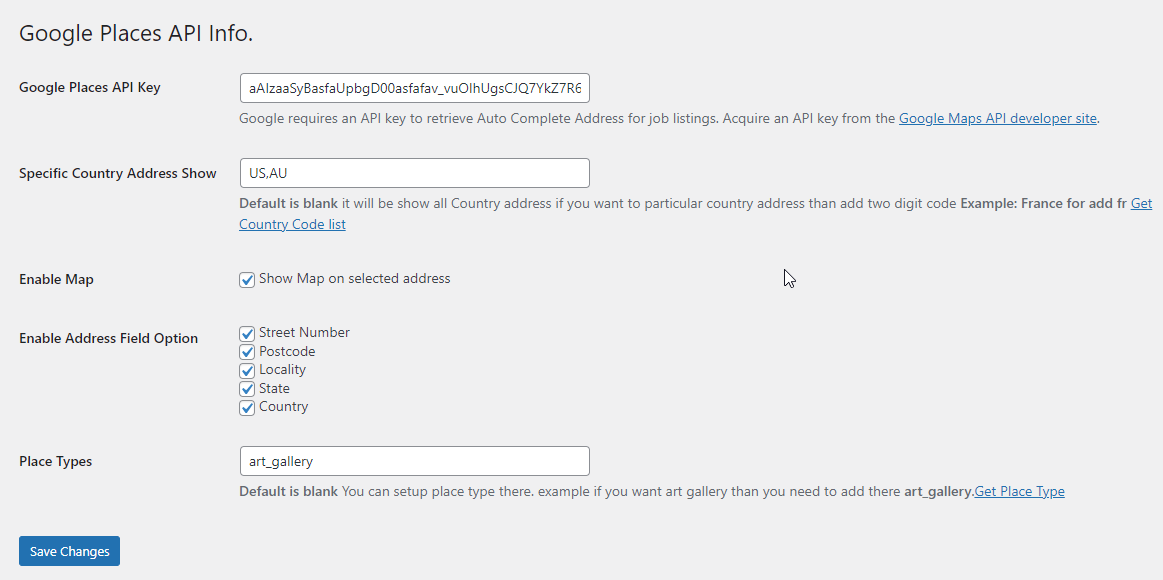 Google Places API Info.
Google Places API Key
aAIzaaSyBasfaUpbgD00asfafav_vuOIhUgsCJQ7YkZ7R6
Google requires an API key to retrieve Auto Complete Address for job listings. Acquire an API key from the Google Maps API developer site.
Specific Country Address Show
US,AU
Default is blank it will be show all Country address if you want to particular country address than add two digit code Example: France for add fr Get
Country Code list
Enable Map
Show Map on selected address
Enable Address Field Option
Street Number
Postcode
Locality
State
Country
Place Types
art_gallery
Default is blank You can setup place type there. example if you want art gallery than you need to add there art_gallery.Get Place Type
Save Changes